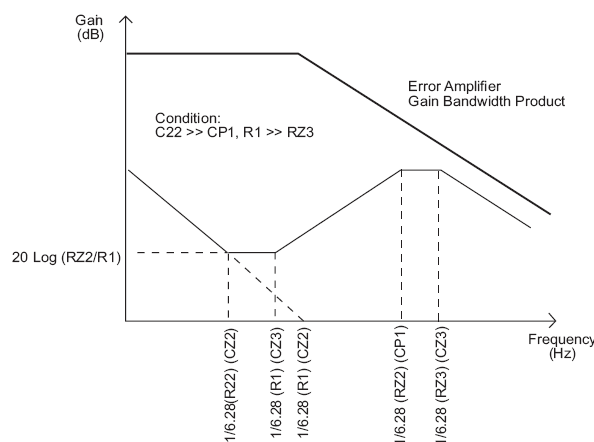 Gain
(dB)
Error Amplifier
Gain Bandwidth Product
Condition:
C22 >> CP1, R1 >> RZ3
20 Log (RZ2/R1)
1/6.28(R22) (CZ2)
1/6.28 (R1) (CZ3)
1/6.28 (R1) (CZ2)
1/6.28 (RZ2) (CP1)
1/6.28 (RZ3) (CZ3)
Frequency
(Hz)